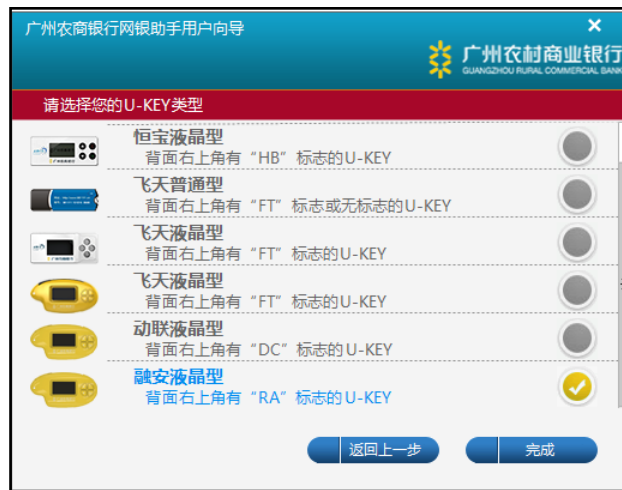 广州农商银行网银助手用户向导
×
广州农村商业银行
GUANGZHOU RURAL COMMERCIAL BANK
请选择您的U-KEY类型
恒宝液晶型
背面右上角有 “HB” 标志的U-KEY
飞天普通型
背面右上角有 “FT” 标志或无标志的U-KEY
飞天液晶型
背面右上角有 “FT” 标志的U-KEY
飞天液晶型
背面右上角有 “FT” 标志的U-KEY
动联液晶型
背面右上角有 “DC” 标志的U-KEY
融安液晶型
背面右上角有 “RA” 标志的U-KEY
返回上一步
完成